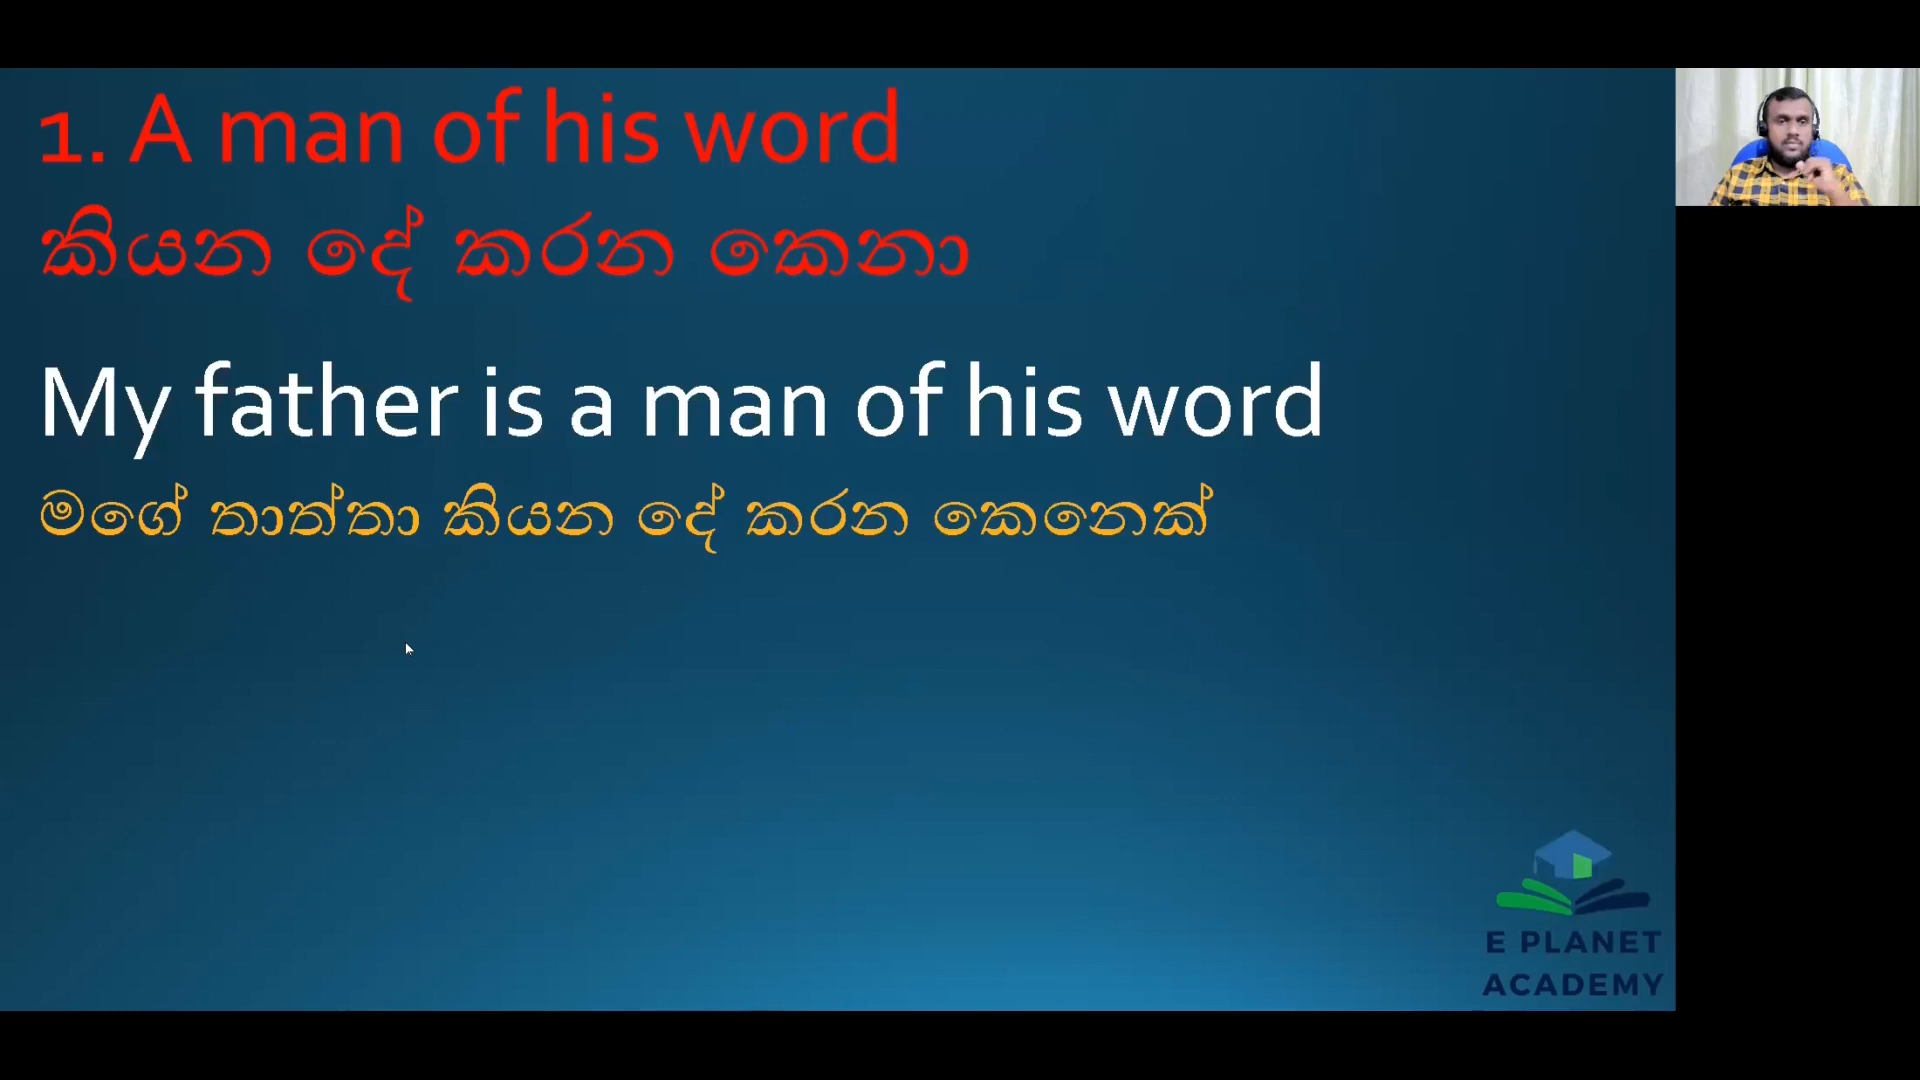 1. A man of his word
කියන දේ කරන කෙනා
My father is a man of his word
මගේ තාත්තා කියන දේ කරන කෙනෙක්
E PLANET
ACADEMY